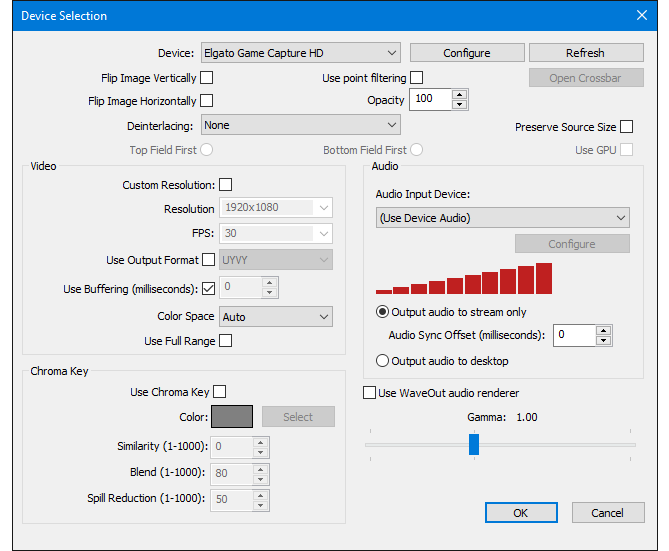 Device Selection
Device: Elgato Game Capture HD Configure Refresh
Flip Image Vertically Use point filtering Open Crossbar
Flip Image Horizontally Opacity 100
Deinterlacing: None Preserve Source Size
Top Field First Bottom Field First Use GPU
Video
Custom Resolution:
Resolution 1920x1080
FPS: 30
Use Output Format UYVY
Use Buffering (milliseconds): 0
Color Space Auto
Use Full Range
Audio
Audio Input Device:
(Use Device Audio)
Configure
Output audio to stream only
Audio Sync Offset (milliseconds): 0
Output audio to desktop
Chroma Key
Use Chroma Key
Color: Select
Similarity (1-1000): 0
Blend (1-1000): 80
Spill Reduction (1-1000): 50
Use WaveOut audio renderer
Gamma: 1.00
OK Cancel